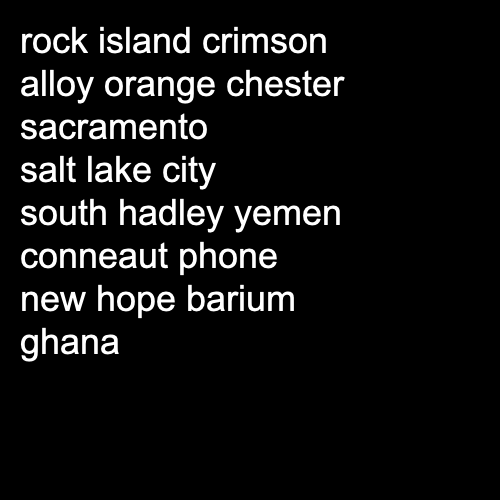 rock island crimson
alloy orange chester
sacramento
salt lake city
south hadley yemen
conneaut phone
new hope barium
ghana